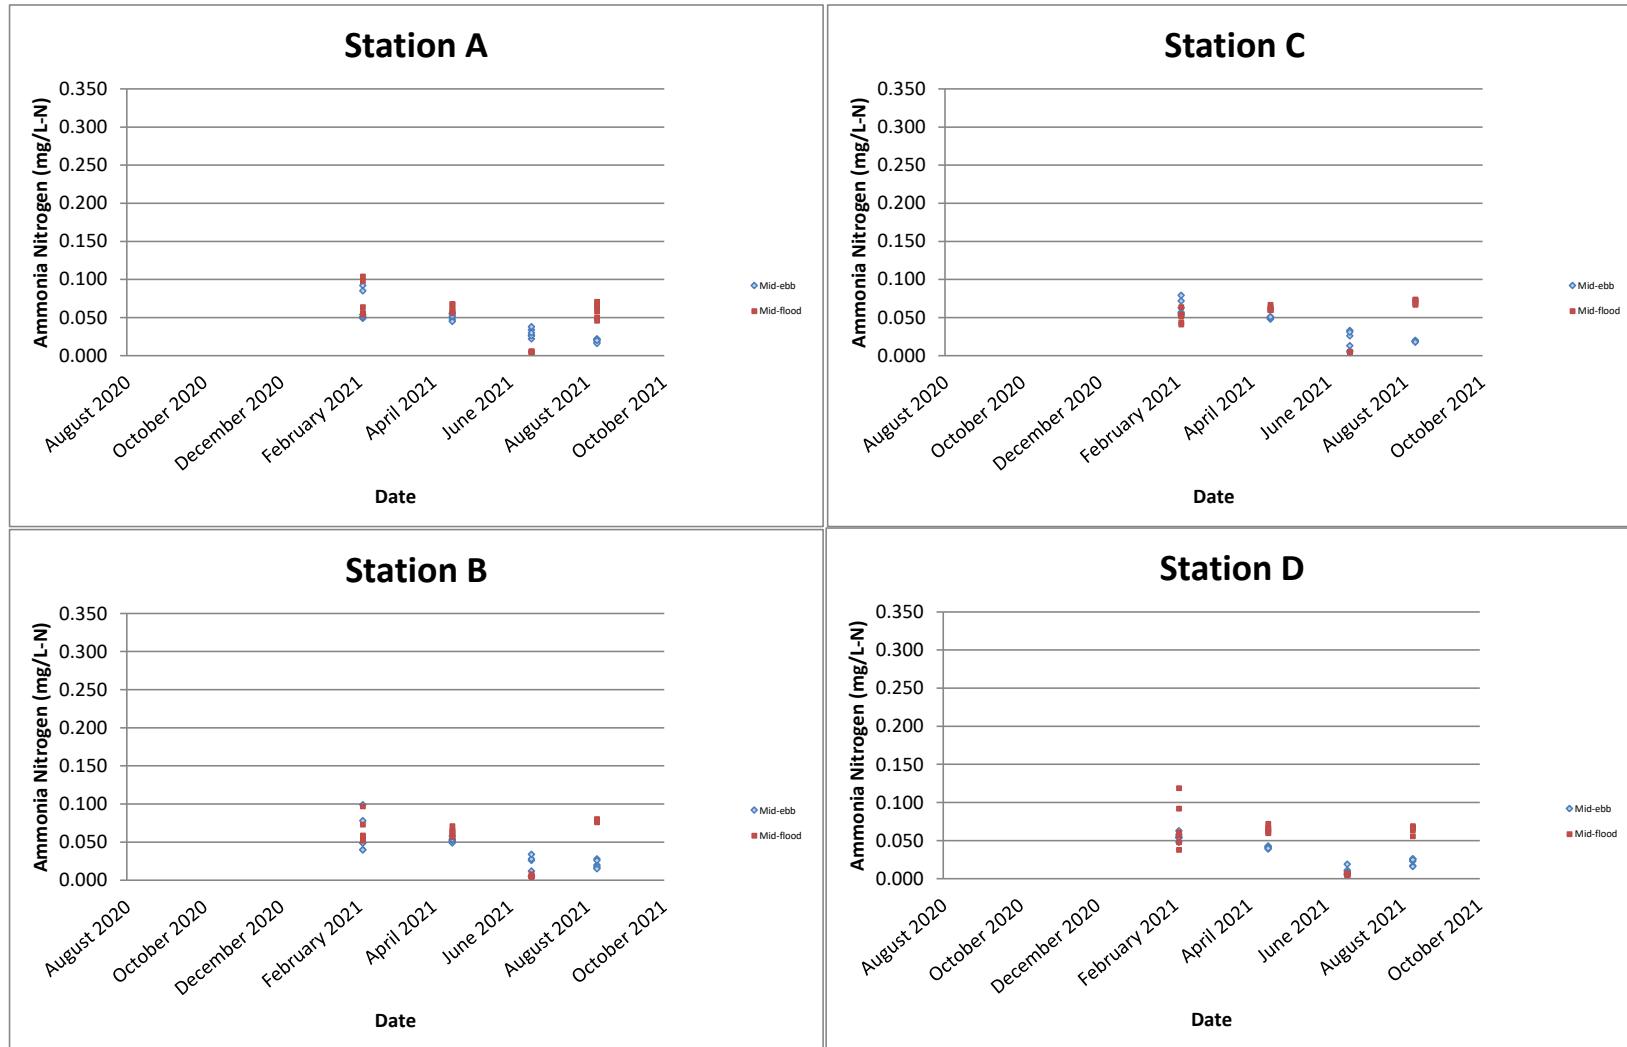 Station A
0.350
0.300
0.250
0.200
0.150
0.100
0.050
0.000
Ammonia Nitrogen (mg/L-N)
August 2020
October 2020
December 2020
February 2021
April 2021
June 2021
August 2021
October 2021
Date
Mid-ebb
Mid-flood
Station C
0.350
0.300
0.250
0.200
0.150
0.100
0.050
0.000
Ammonia Nitrogen (mg/L-N)
August 2020
October 2020
December 2020
February 2021
April 2021
June 2021
August 2021
October 2021
Date
Mid-ebb
Mid-flood
Station B
0.350
0.300
0.250
0.200
0.150
0.100
0.050
0.000
Ammonia Nitrogen (mg/L-N)
August 2020
October 2020
December 2020
February 2021
April 2021
June 2021
August 2021
October 2021
Date
Mid-ebb
Mid-flood
Station D
0.350
0.300
0.250
0.200
0.150
0.100
0.050
0.000
Ammonia Nitrogen (mg/L-N)
August 2020
October 2020
December 2020
February 2021
April 2021
June 2021
August 2021
October 2021
Date
Mid-ebb
Mid-flood